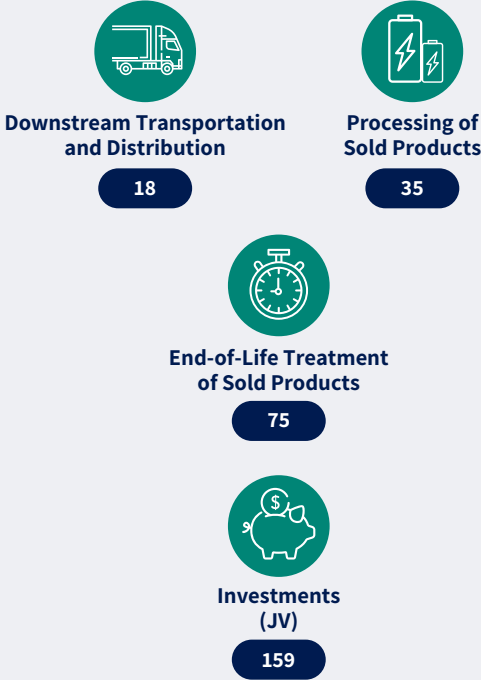 Downstream Transportation
and Distribution
18
Processing of
Sold Products
35
End-of-Life Treatment
of Sold Products
75
$
Investments
(JV)
159